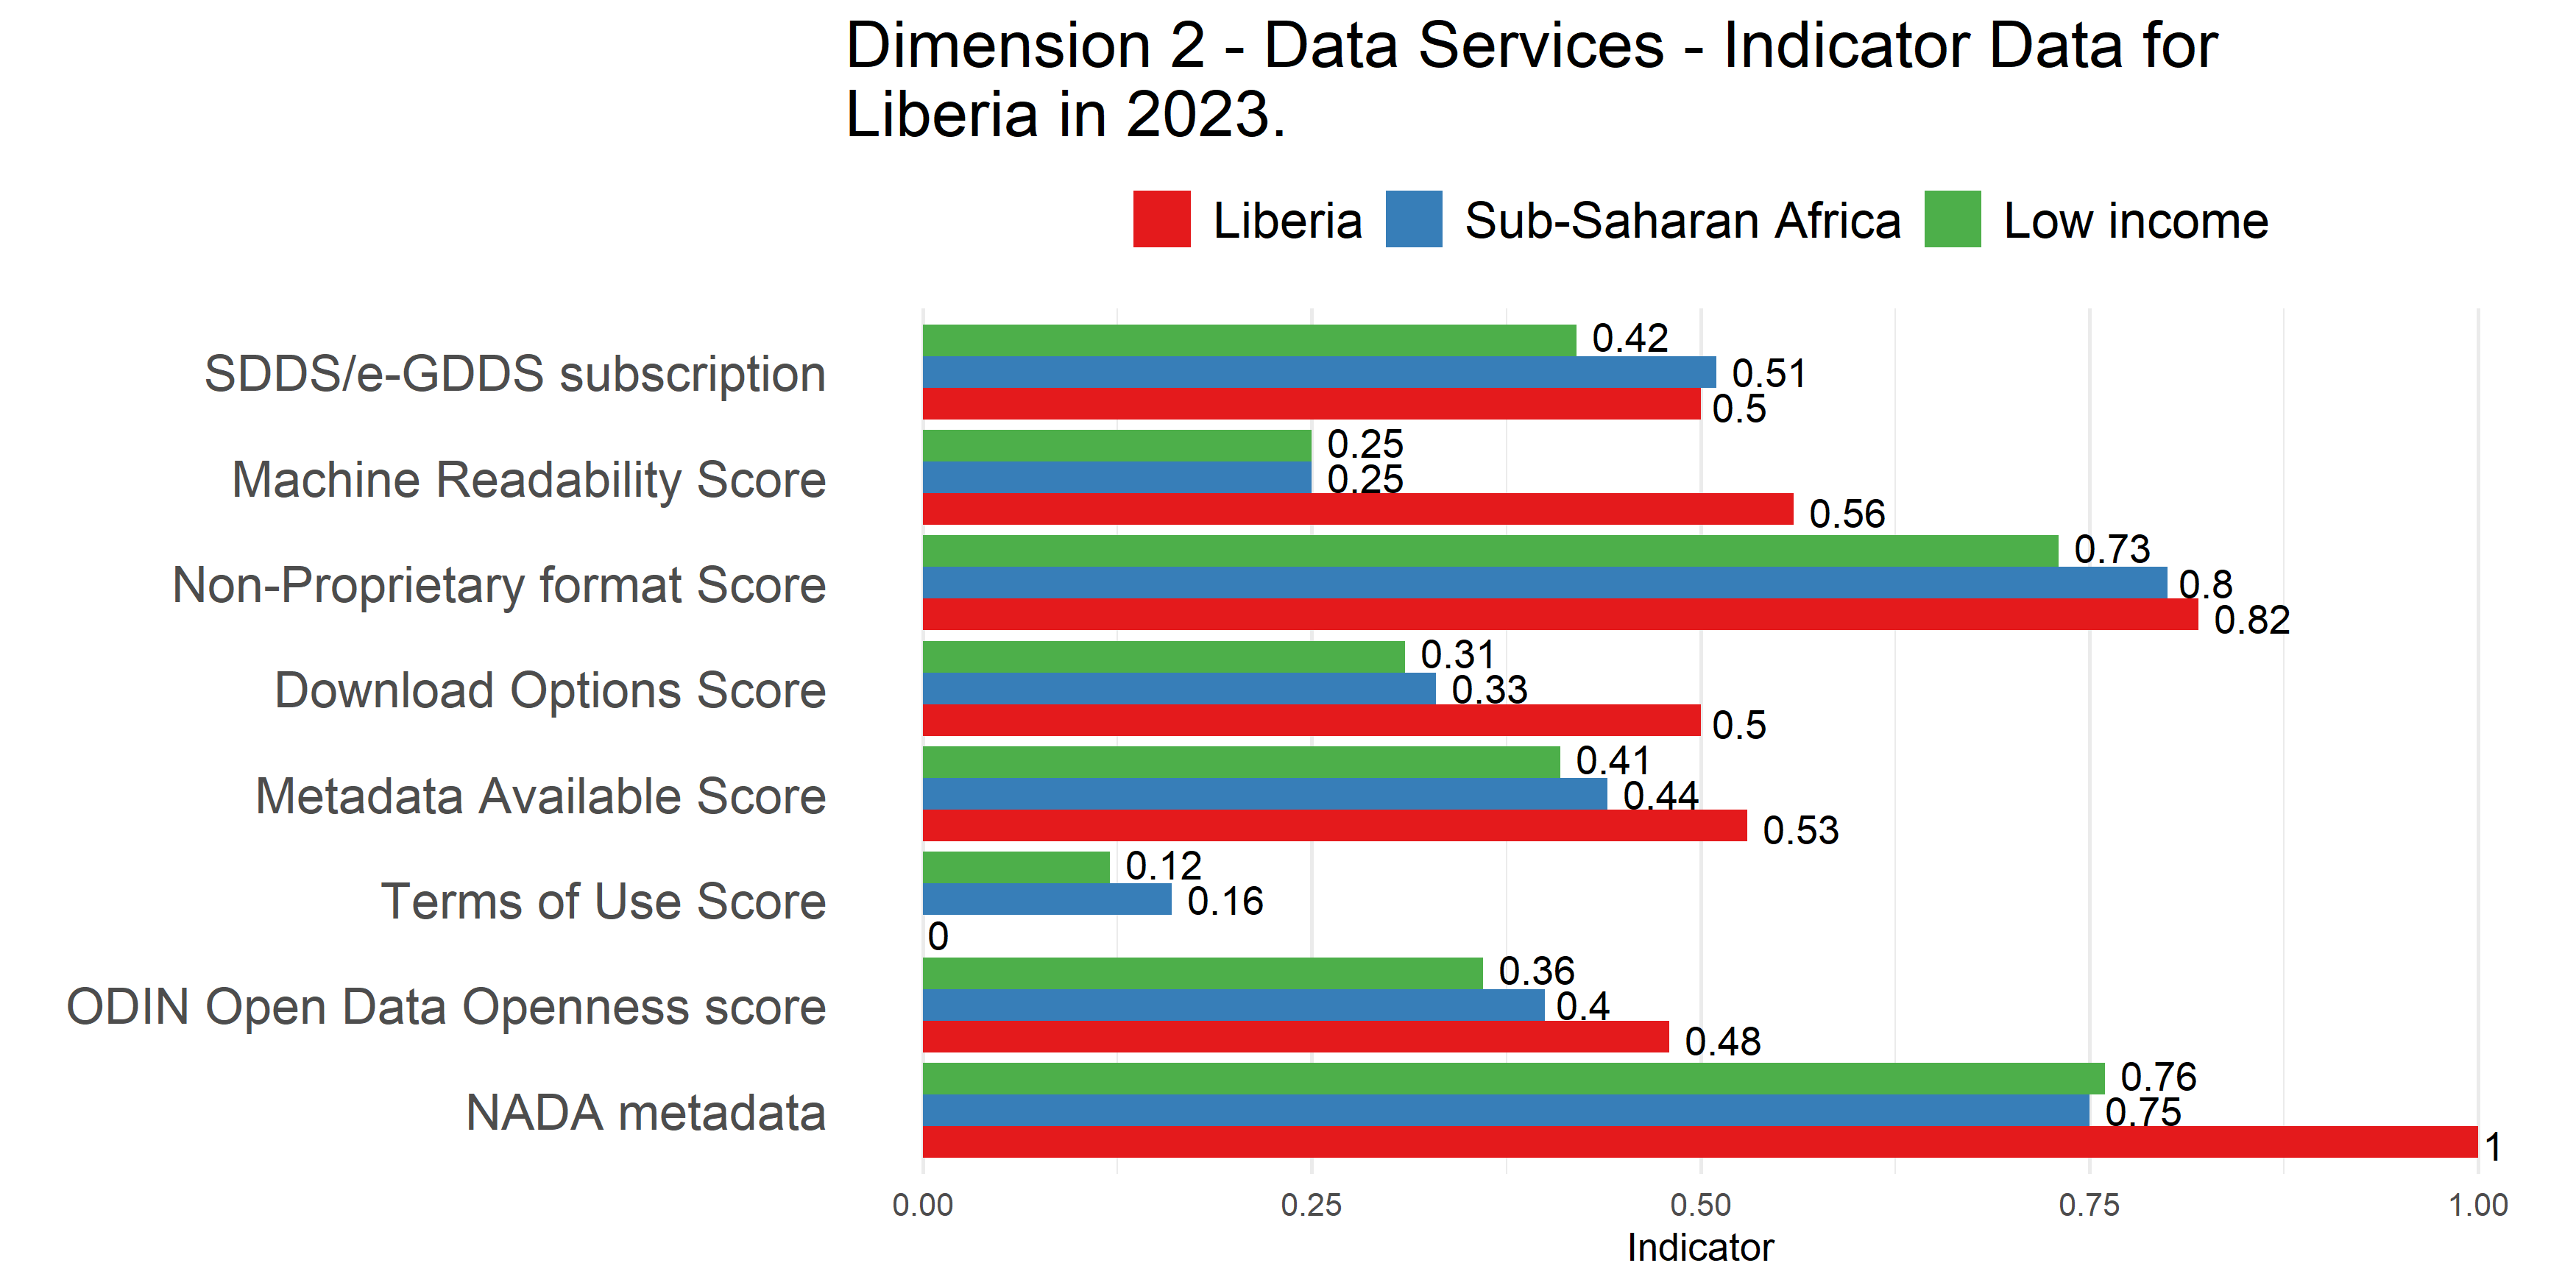 Dimension 2 - Data Services - Indicator Data for
Liberia in 2023.
Liberia
Sub-Saharan Africa
Low income
SDDS/e-GDDS subscription
0.42
0.51
0.5
Machine Readability Score
0.25
0.25
0.56
Non-Proprietary format Score
0.73
0.8
0.82
Download Options Score
0.31
0.33
0.5
Metadata Available Score
0.41
0.44
0.53
Terms of Use Score
0.12
0.16
0
ODIN Open Data Openness score
0.36
0.4
0.48
NADA metadata
0.76
0.75
1
0.00
0.25
0.50
0.75
1.00
Indicator